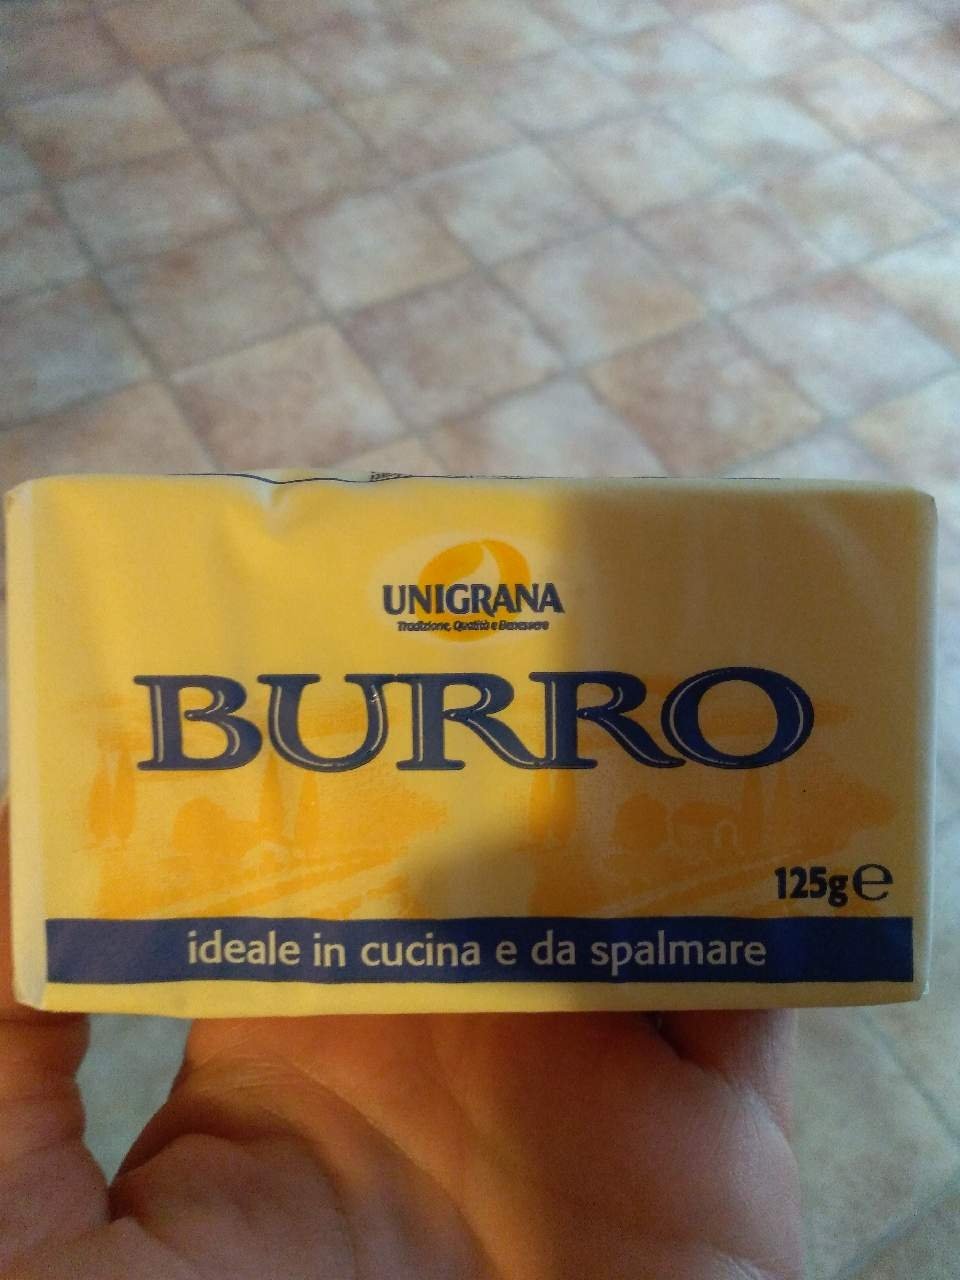 UNIGRANA
Tradizione, Qualità e Benessere
BURRO
125g e
ideale in cucina e da spalmare